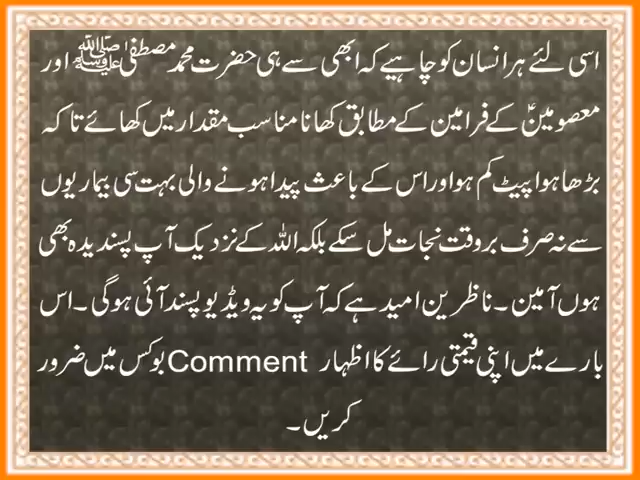 اسی لئے ہر انسان کو چاہیے کہ ابھی سے ہی حضرت محمد مصطفیٰ ﷺ اور
معصومینؑ کے فرامین کے مطابق کھانا مناسب مقدار میں کھائے تاکہ
بڑھا ہوا پیٹ کم ہو اور اس کے باعث پیدا ہونے والی بہت سی بیماریوں
سے نہ صرف بروقت نجات مل سکے بلکہ اللہ کے نزدیک آپ پسندیدہ بھی
ہوں آمین۔ ناظرین امید ہے کہ آپ کو یہ ویڈیو پسند آئی ہوگی۔ اس
بارے میں اپنی قیمتی رائے کا اظہار Comment بوکس میں ضرور
کریں۔